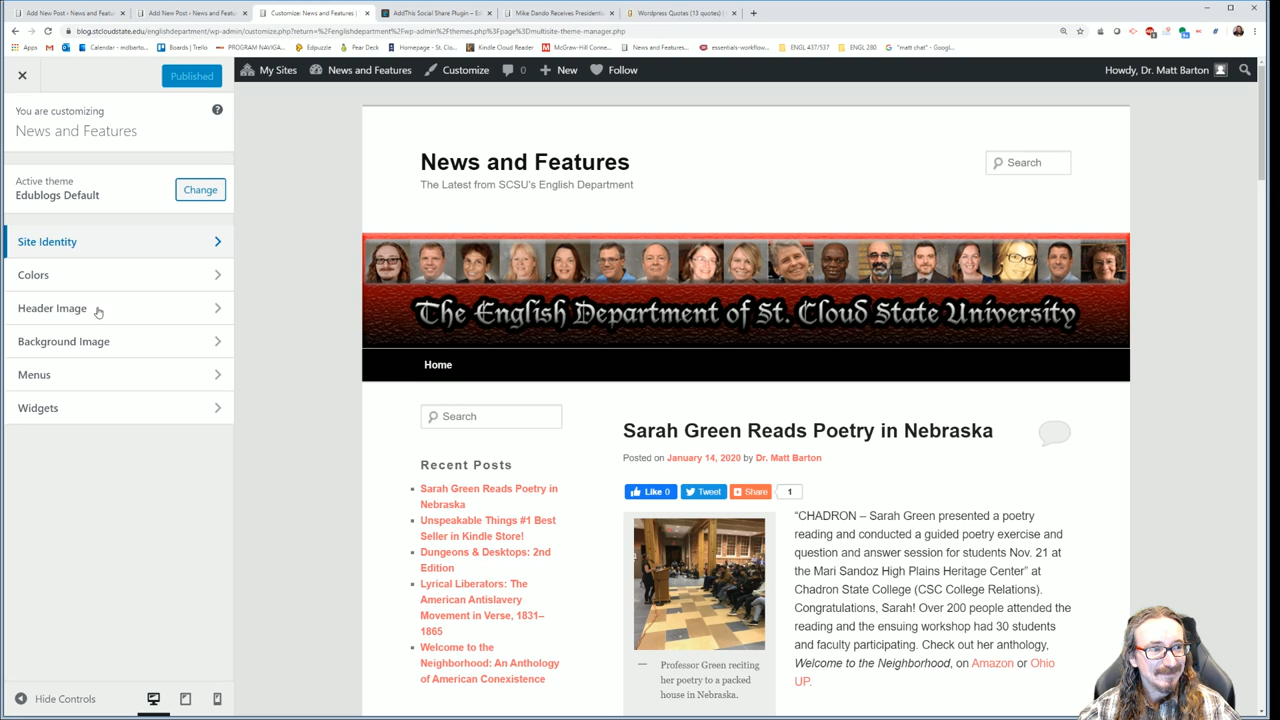 Add New Post ‹ News and Featu
Add New Post ‹ News and Featu
Customize: News and Features |
AddThis Social Share Plugin – E
Mike Dando Receives Presidenti
Wordpress Quotes (13 quotes) |
blog.stcloudstate.edu/englishdepartment/wp-admin/customize.php?return=%2Fenglishdepartment%2Fwp-admin%2Fthemes.php%3Fpage%3Dmultisite-theme-manager.php
Apps
M
Calendar - mdbarto...
Boards | Trello
PROGRAM NAVIGA...
Edpuzzle
Pear Deck
Homepage - St. Clo...
Kindle Cloud Reader
McGraw-Hill Conne...
News and Features...
essentials-workflow...
ENGL 437/537
ENGL 280
"matt chat" - Googl...
Published
My Sites
News and Features
Customize
0
New
Follow
Howdy, Dr. Matt Barton
You are customizing
News and Features
Active theme
Edublogs Default
Change
Site Identity
Colors
Header Image
Background Image
Menus
Widgets
Hide Controls
News and Features
The Latest from SCSU's English Department
Search
The English Department of St. Cloud State University
Home
Search
Recent Posts
Sarah Green Reads Poetry in
Nebraska
Unspeakable Things #1 Best
Seller in Kindle Store!
Dungeons & Desktops: 2nd
Edition
Lyrical Liberators: The
American Antislavery
Movement in Verse, 1831–
1865
Welcome to the
Neighborhood: An Anthology
of American Coexistence
Sarah Green Reads Poetry in Nebraska
Posted on January 14, 2020 by Dr. Matt Barton
Like 0
Tweet
Share
1
“CHADRON – Sarah Green presented a poetry
reading and conducted a guided poetry exercise and
question and answer session for students Nov. 21 at
the Mari Sandoz High Plains Heritage Center” at
Chadron State College (CSC College Relations).
Congratulations, Sarah! Over 200 people attended the
reading and the ensuing workshop had 30 students
and faculty participating. Check out her anthology,
Welcome to the Neighborhood, on Amazon or Ohio
UP.
— Professor Green reciting
her poetry to a packed
house in Nebraska.